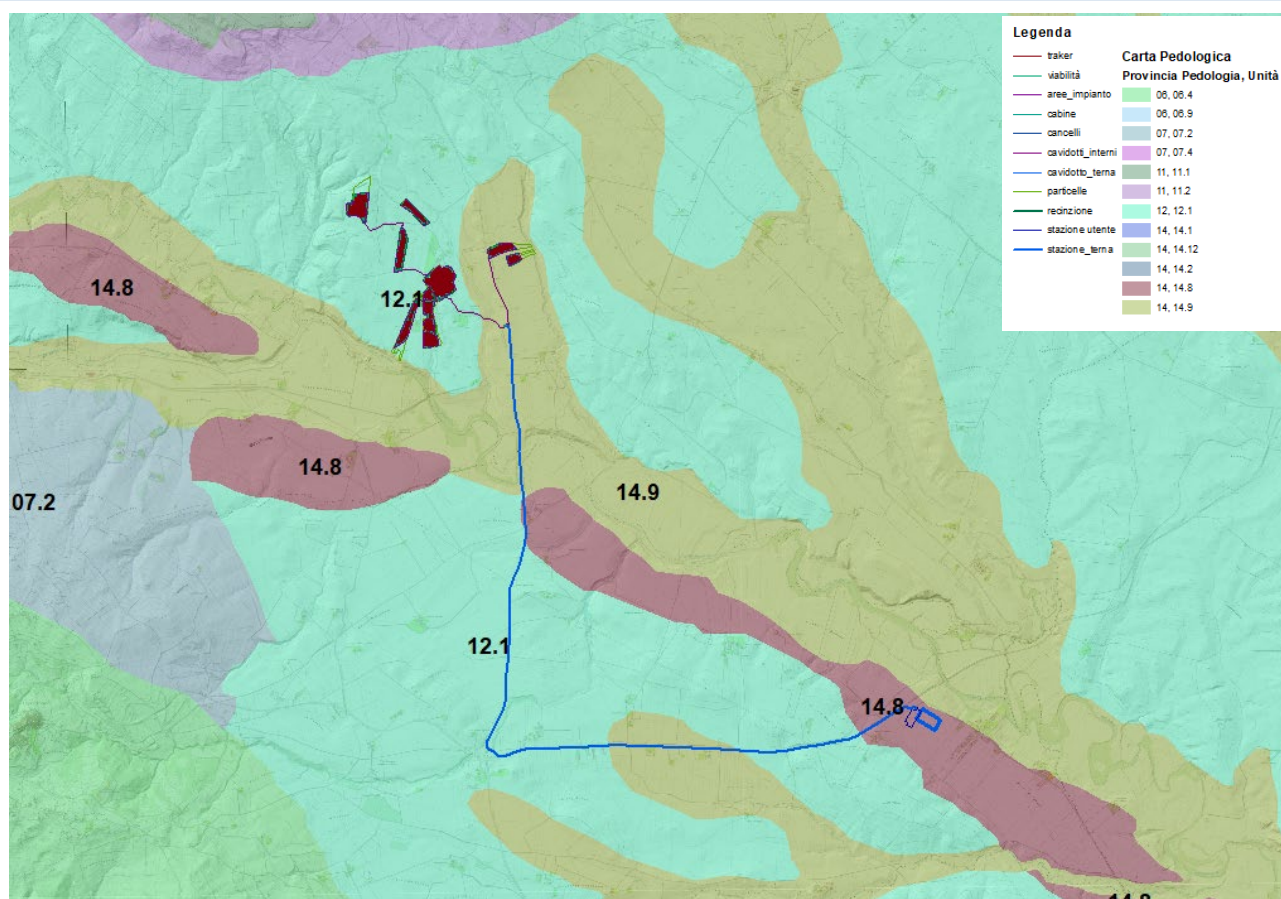 Legenda
traker
viabilità
aree_impianto
cabine
cancelli
cavidotti_interni
cavidotto_terna
particelle
recinzione
stazione utente
stazione_terna
Carta Pedologica
Provincia Pedologia, Unità
06, 06.4
06, 06.9
07, 07.2
07, 07.4
11, 11.1
11, 11.2
12, 12.1
14, 14.1
14, 14.12
14, 14.2
14, 14.8
14, 14.9
14.8
12.1
14.8
14.9
07.2
12.1
14.8
14.8